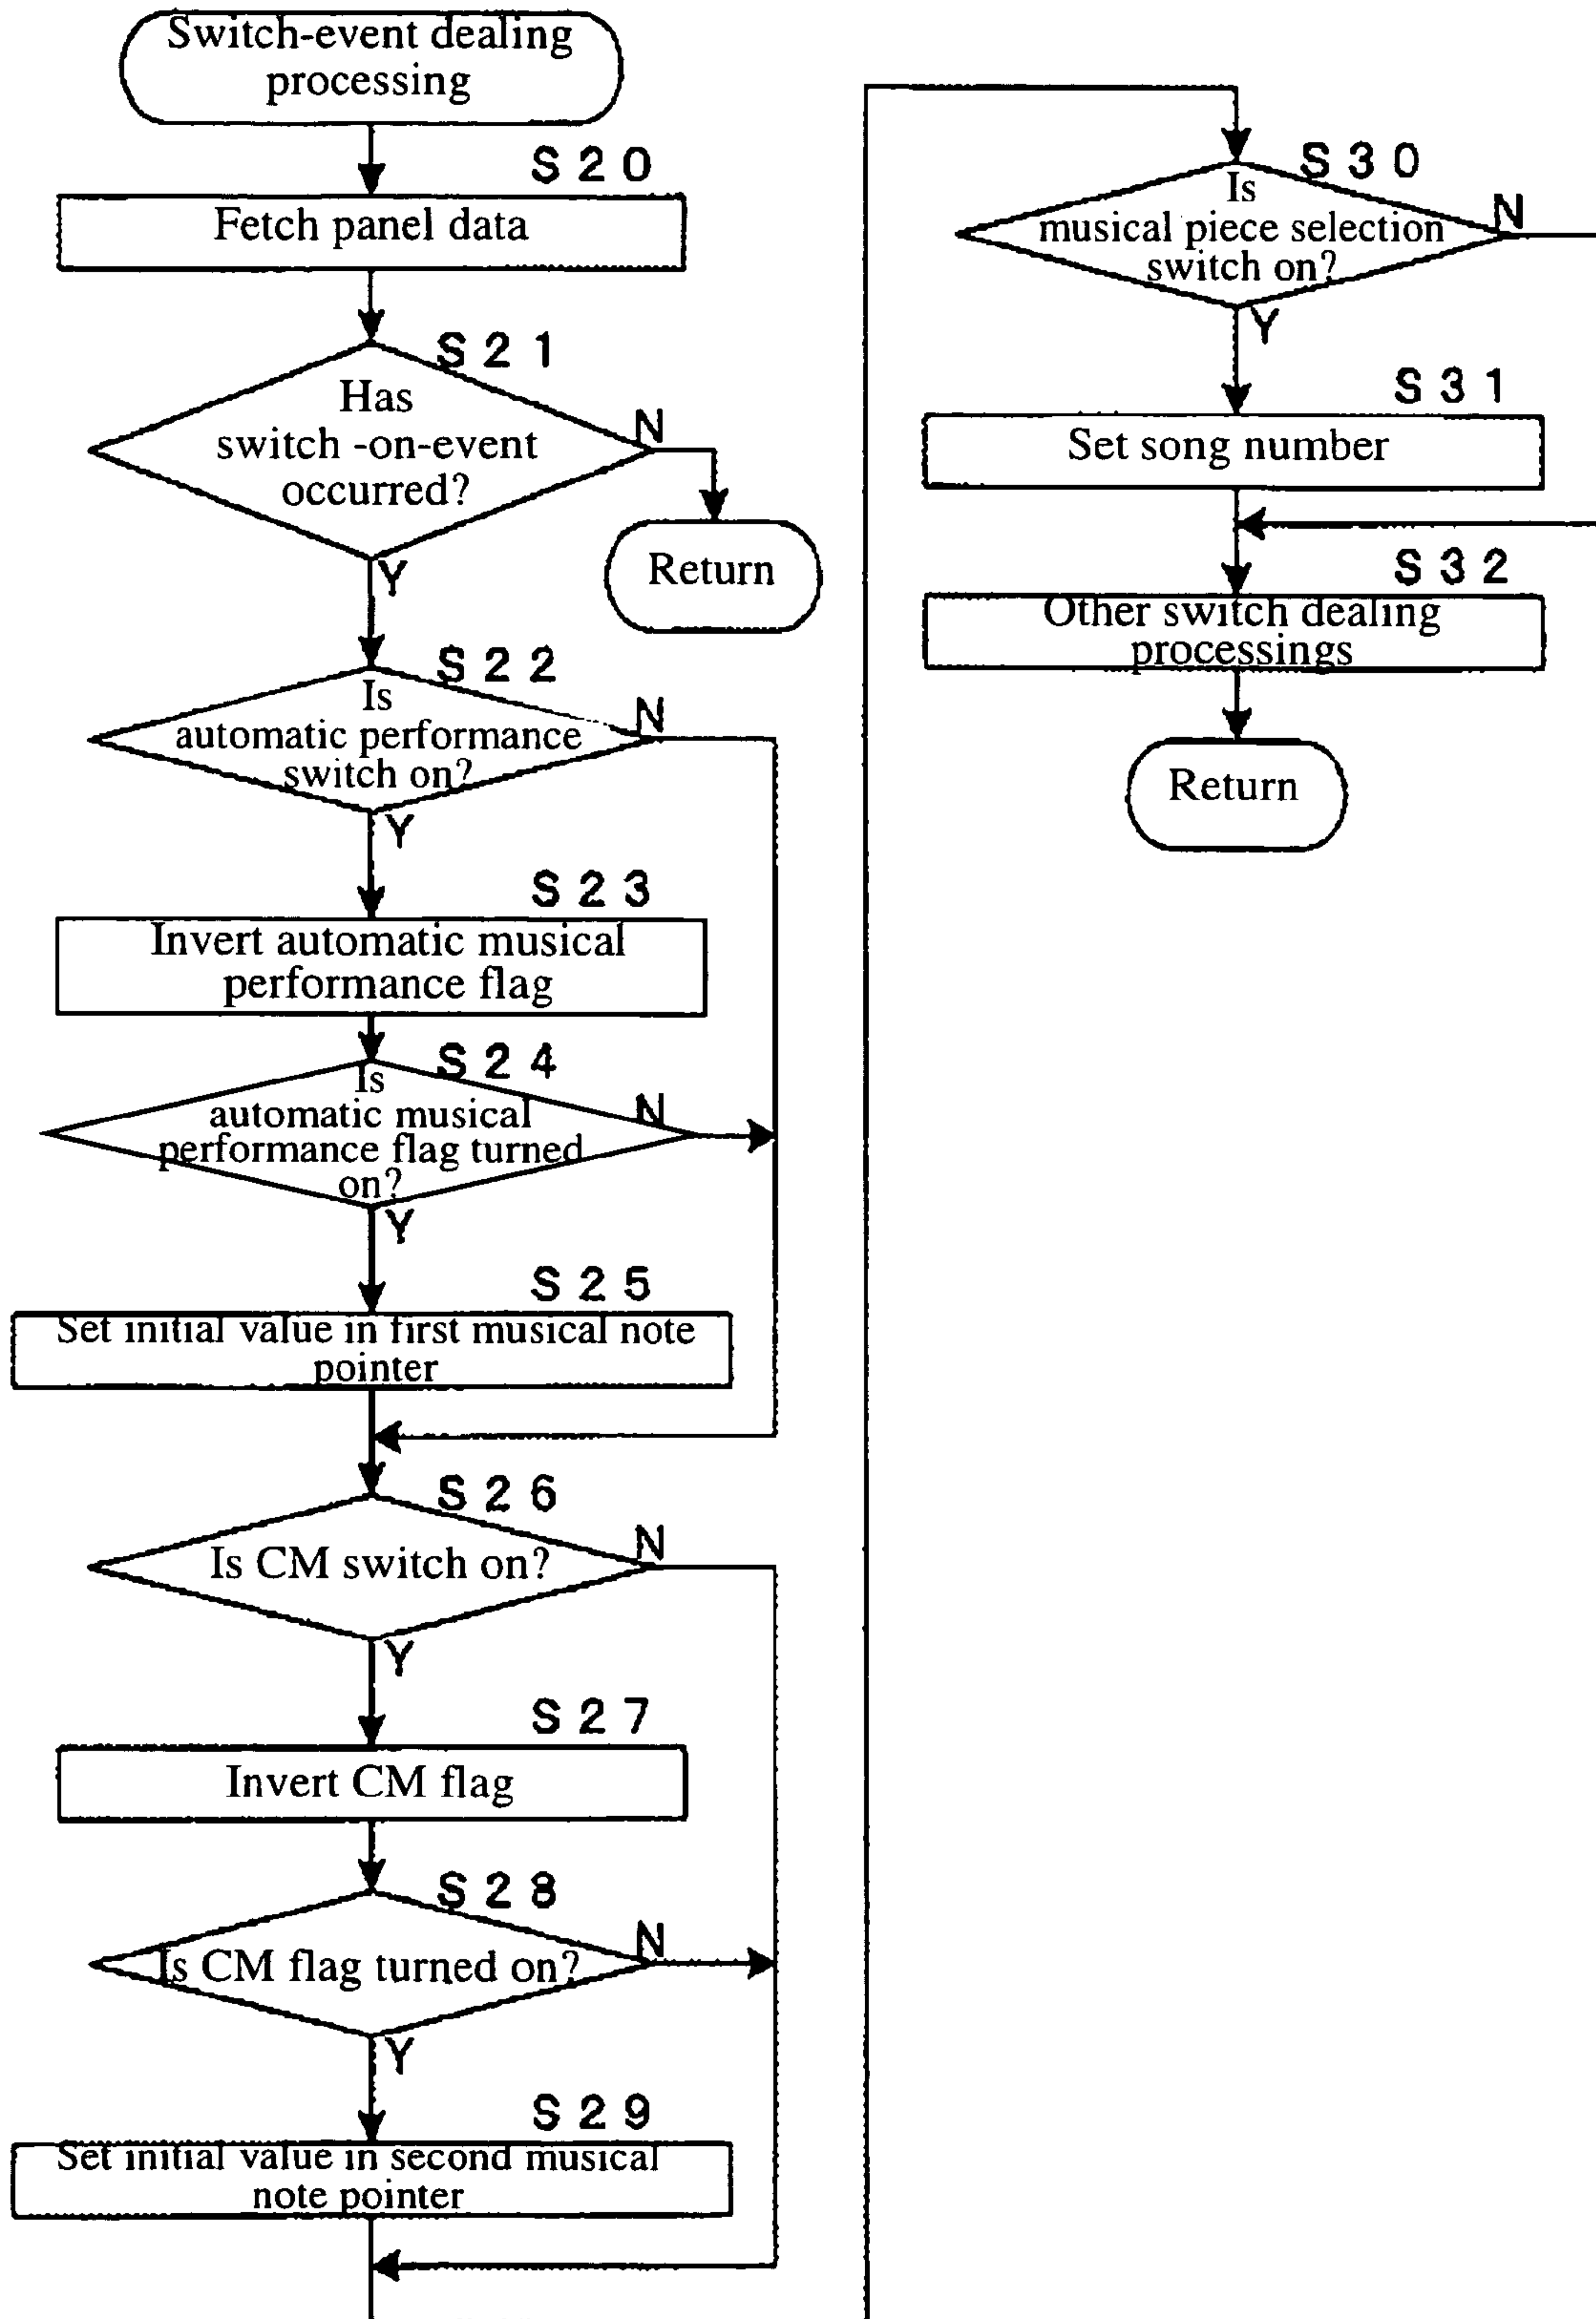 Switch-event dealing
processing
S20
Fetch panel data
S21
Has
switch -on-event
occurred?
N
Return
Y
S22
Is
automatic performance
switch on?
N
Y
S23
Invert automatic musical
performance flag
S24
Is
automatic musical
performance flag turned
on?
N
Y
S25
Set initial value in first musical note
pointer
S26
Is CM switch on?
N
Y
S27
Invert CM flag
S28
Is CM flag turned on?
N
Y
S29
Set initial value in second musical
note pointer
S30
Is
musical piece selection
switch on?
N
Y
S31
Set song number
S32
Other switch dealing
processings
Return